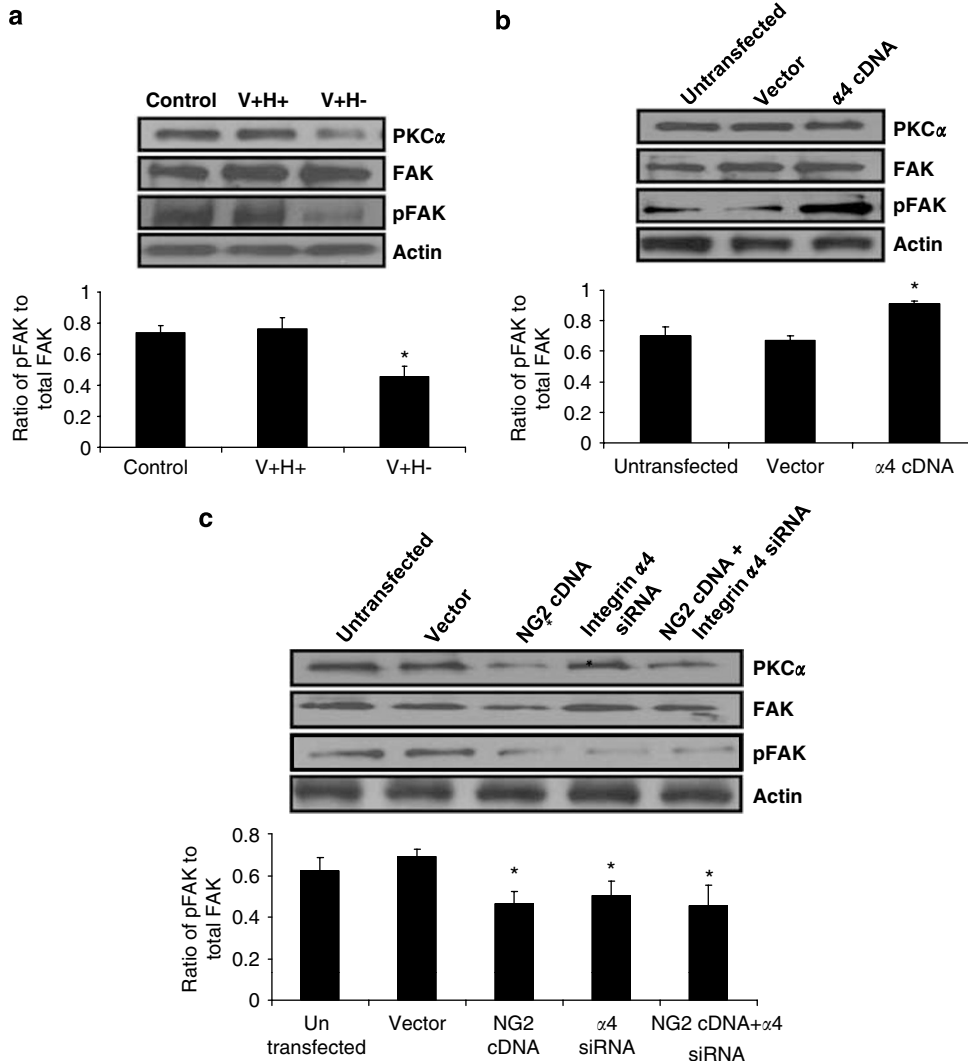 a
Control V+H+ V+H-
PKCα
FAK
pFAK
Actin
Ratio of pFAK to
total FAK
1
0.8
0.6
0.4
0.2
0
*
Control V+H+ V+H-
b
Untransfected
Vector
α4 cDNA
PKCα
FAK
pFAK
Actin
Ratio of pFAK to
total FAK
1
0.8
0.6
0.4
0.2
0
*
Untransfected Vector α4 cDNA
c
Untransfected
Vector
NG2 cDNA
*
Integrin α4
siRNA
NG2 cDNA +
Integrin α4 siRNA
*
PKCα
FAK
pFAK
Actin
Ratio of pFAK to
total FAK
0.8
0.6
0.4
0.2
0
* * *
Un
transfected
Vector
NG2
cDNA
α4
siRNA
NG2 cDNA+α4
siRNA